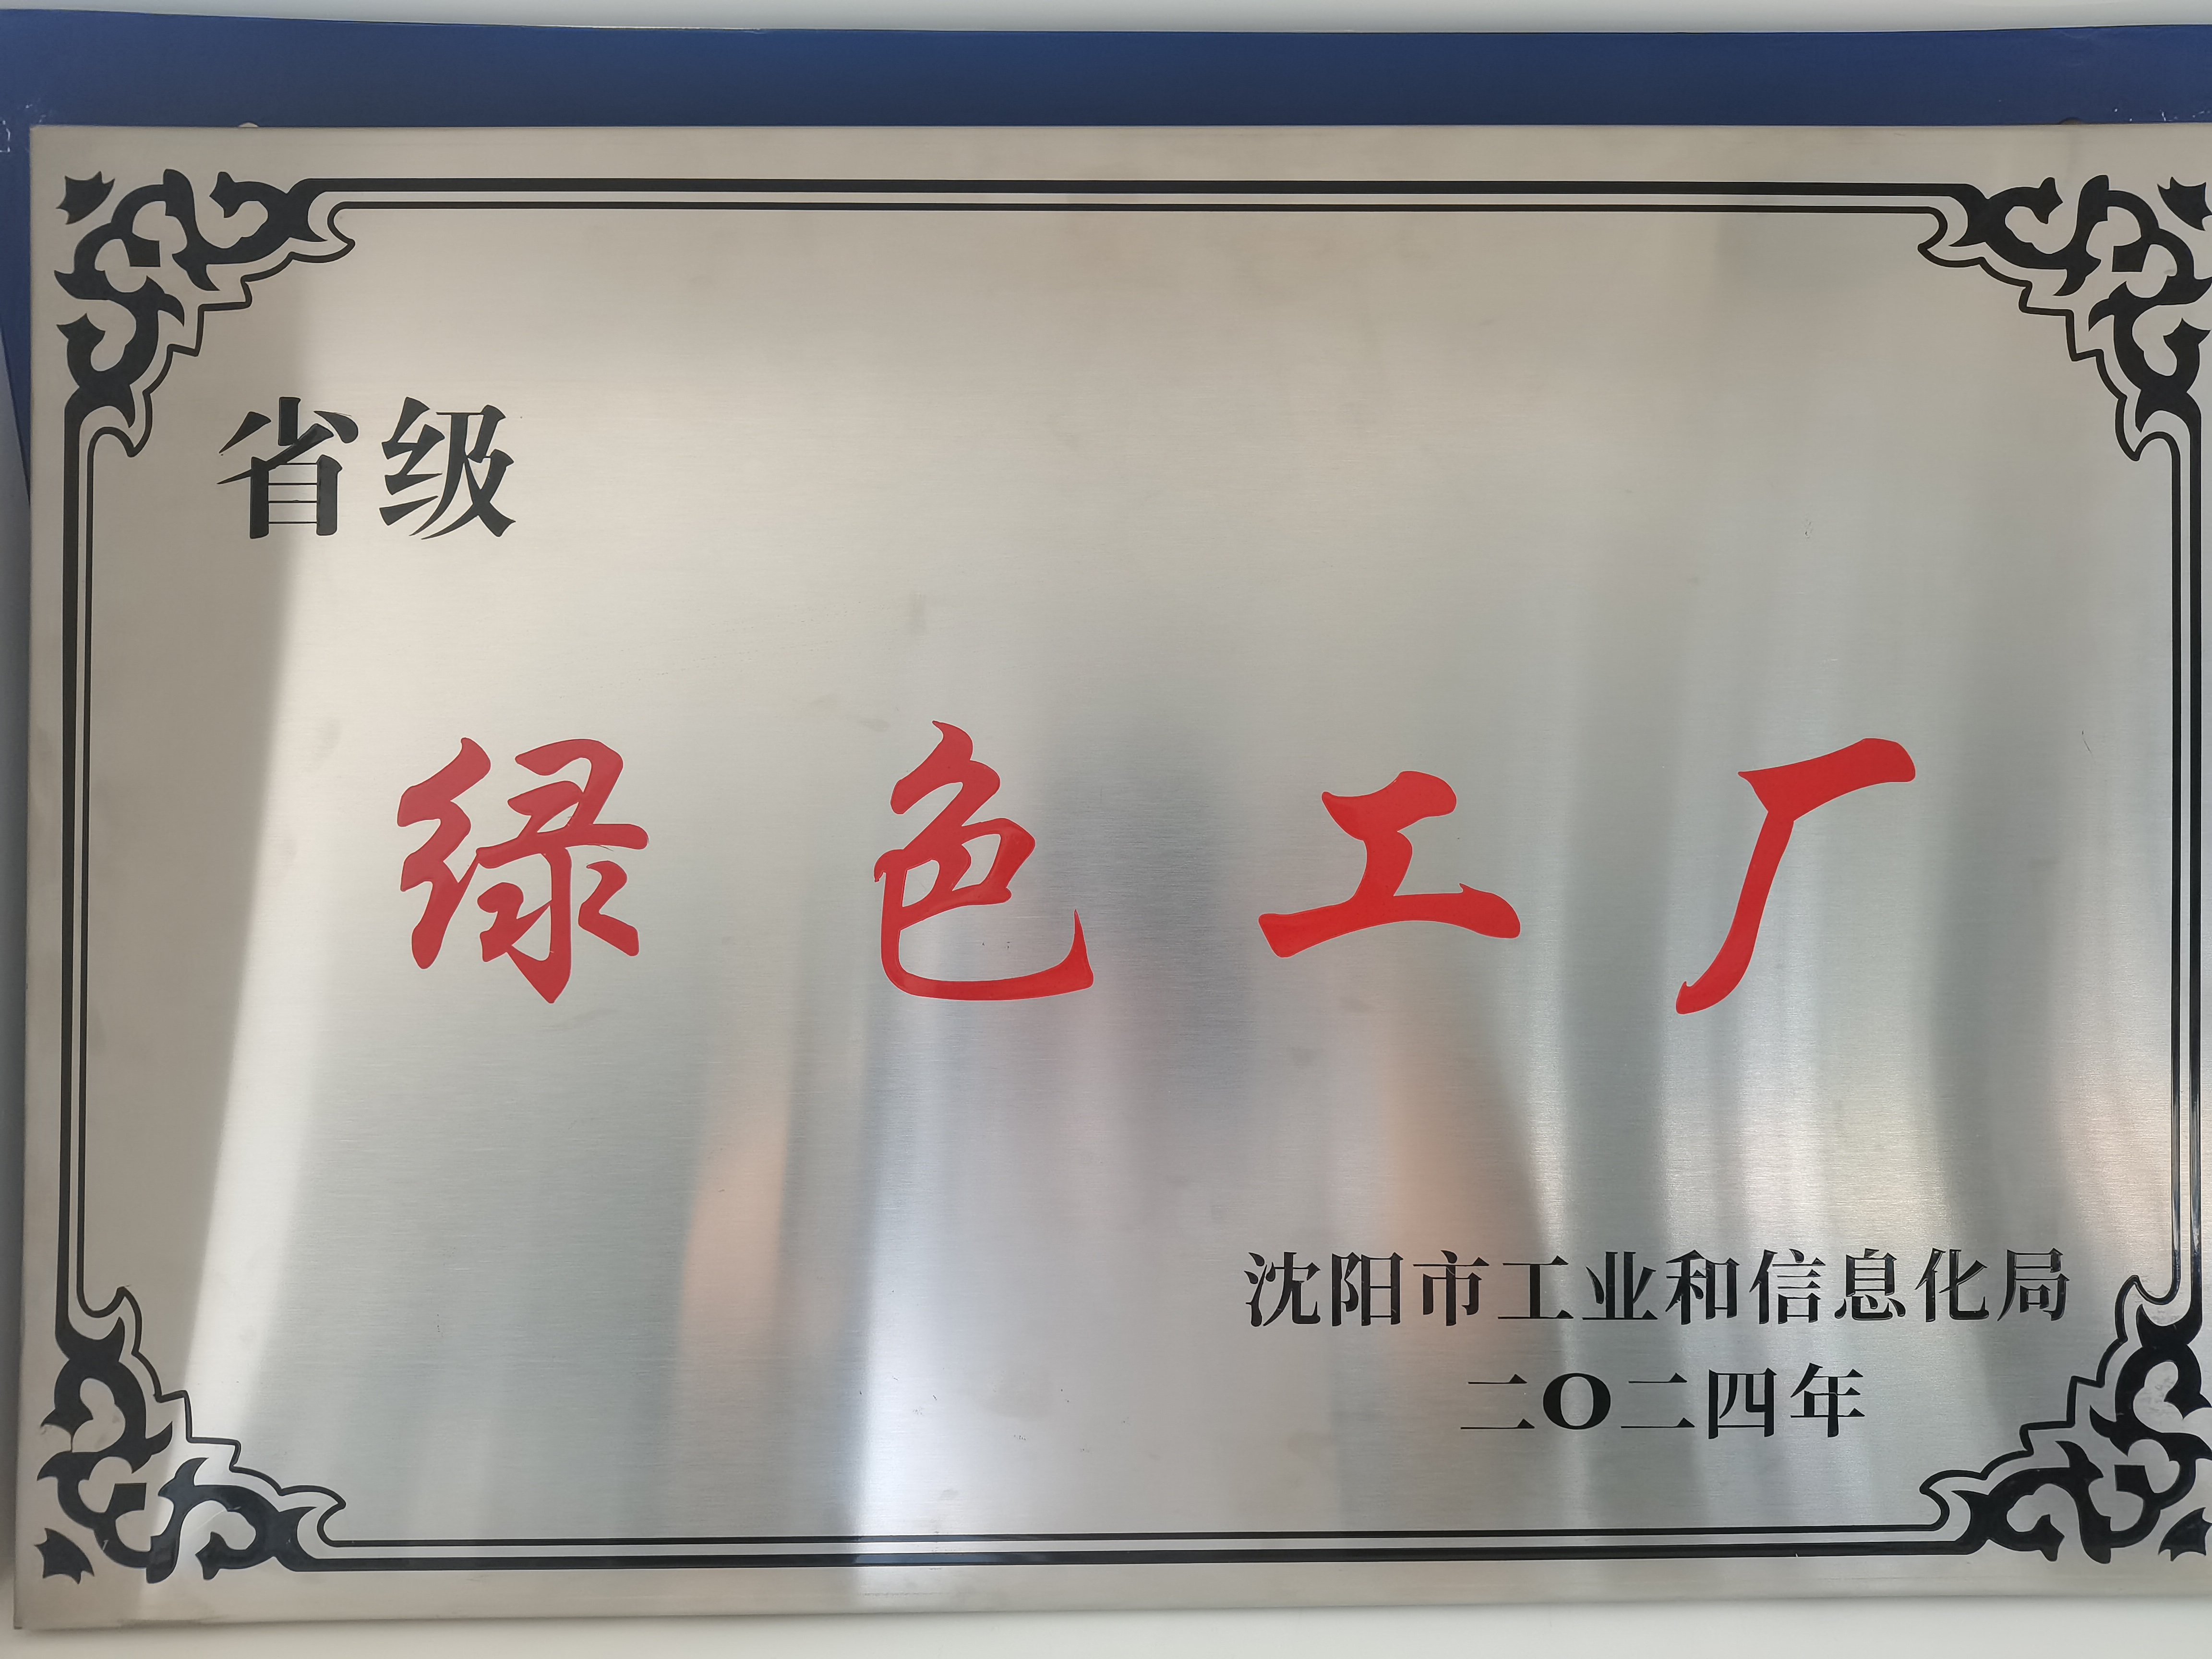 省级
绿色工厂
沈阳市工业和信息化局
二O二四年